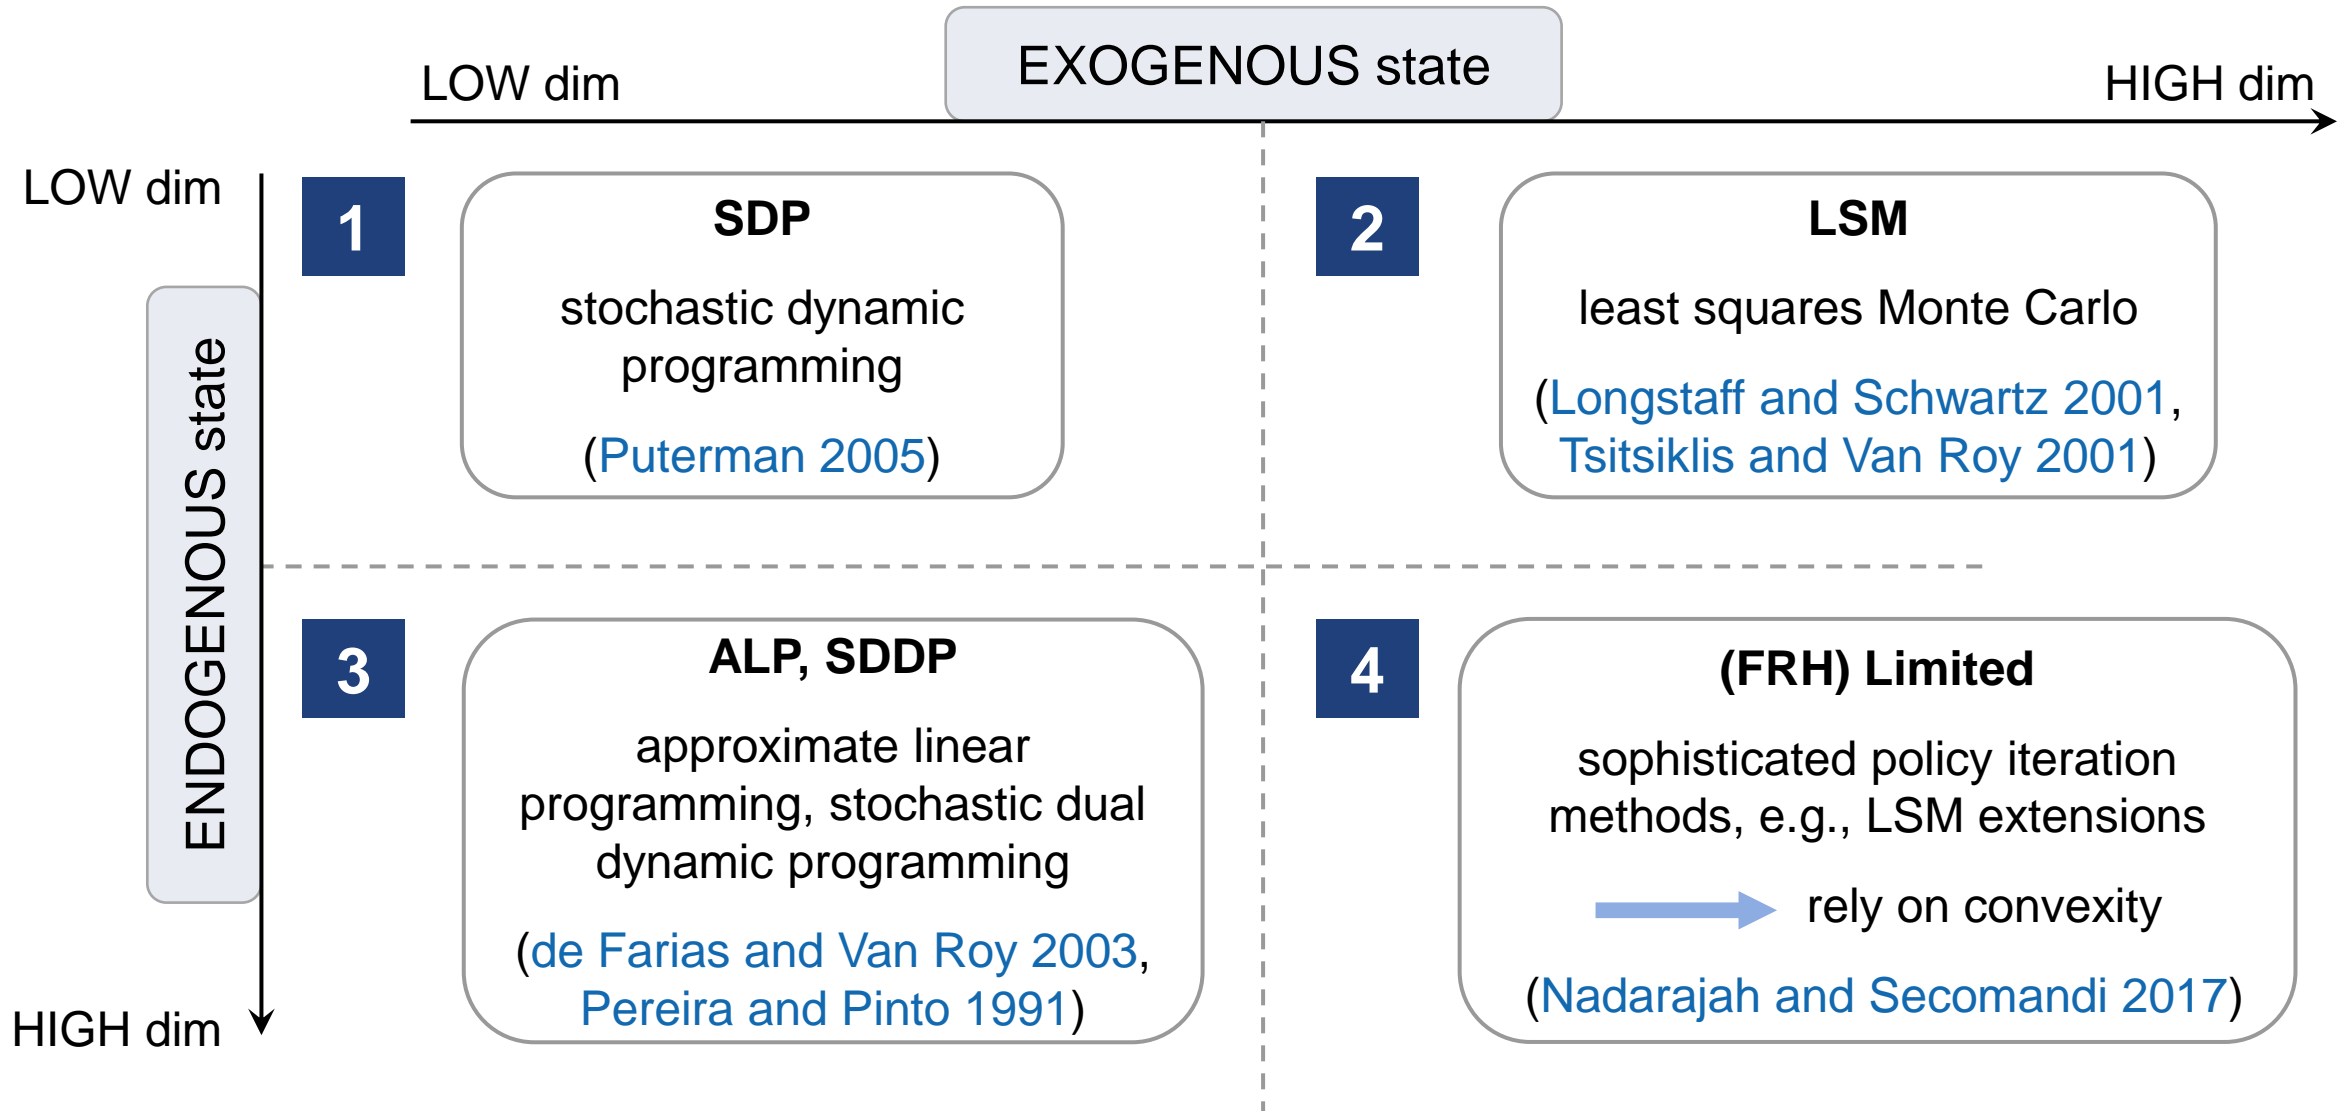 EXOGENOUS state
LOW dim
HIGH dim
LOW dim
ENDOGENOUS state
HIGH dim
1
SDP
stochastic dynamic
programming
(Puterman 2005)
2
LSM
least squares Monte Carlo
(Longstaff and Schwartz 2001,
Tsitsiklis and Van Roy 2001)
3
ALP, SDDP
approximate linear
programming, stochastic dual
dynamic programming
(de Farias and Van Roy 2003,
Pereira and Pinto 1991)
4
(FRH) Limited
sophisticated policy iteration
methods, e.g., LSM extensions
rely on convexity
(Nadarajah and Secomandi 2017)